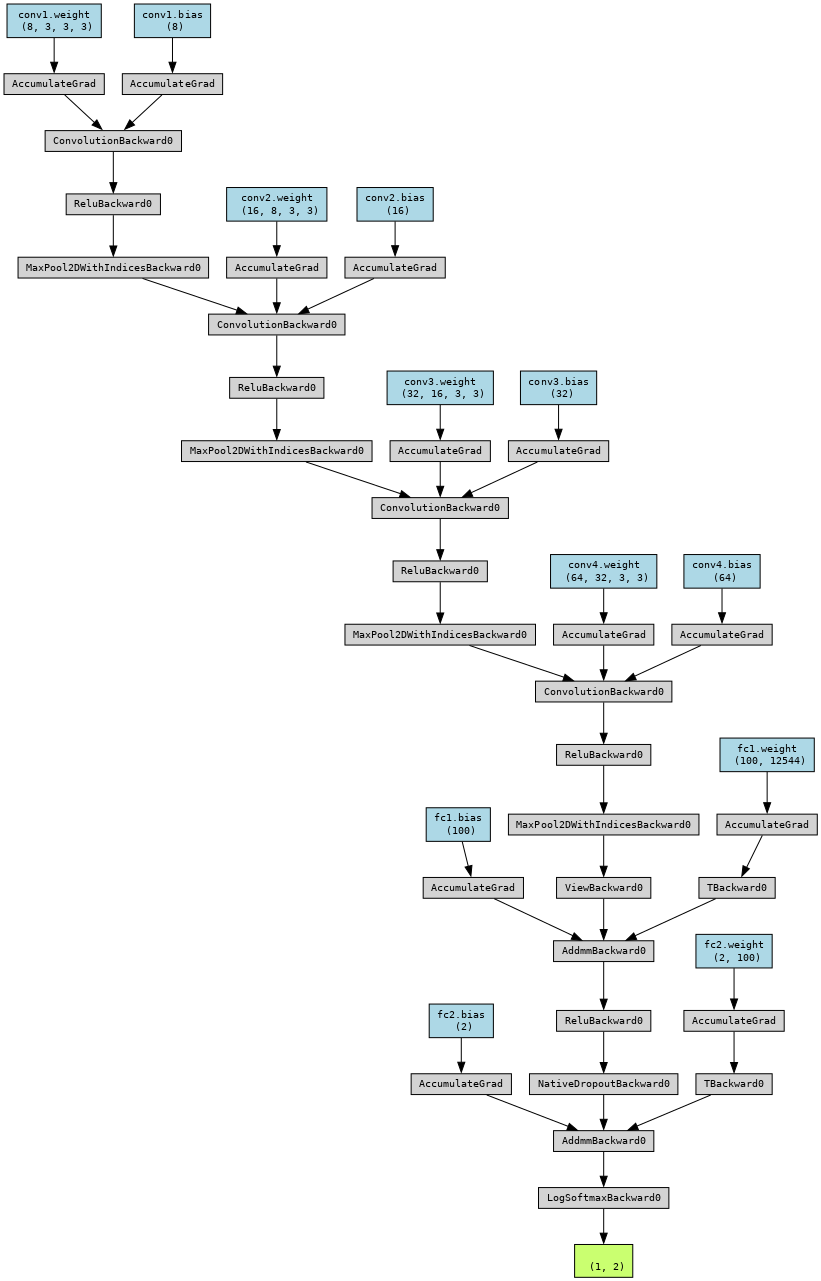 conv1.weight
(8, 3, 3, 3)
conv1.bias
(8)
AccumulateGrad
AccumulateGrad
ConvolutionBackward0
ReluBackward0
conv2.weight
(16, 8, 3, 3)
conv2.bias
(16)
MaxPool2DWithIndicesBackward0
AccumulateGrad
AccumulateGrad
ConvolutionBackward0
ReluBackward0
conv3.weight
(32, 16, 3, 3)
conv3.bias
(32)
MaxPool2DWithIndicesBackward0
AccumulateGrad
AccumulateGrad
ConvolutionBackward0
ReluBackward0
conv4.weight
(64, 32, 3, 3)
conv4.bias
(64)
MaxPool2DWithIndicesBackward0
AccumulateGrad
AccumulateGrad
ConvolutionBackward0
ReluBackward0
fc1.weight
(100, 12544)
fc1.bias
(100)
MaxPool2DWithIndicesBackward0
AccumulateGrad
AccumulateGrad
ViewBackward0
TBackward0
AddmmBackward0
fc2.weight
(2, 100)
fc2.bias
(2)
ReluBackward0
AccumulateGrad
AccumulateGrad
NativeDropoutBackward0
TBackward0
AddmmBackward0
LogSoftmaxBackward0
(1, 2)